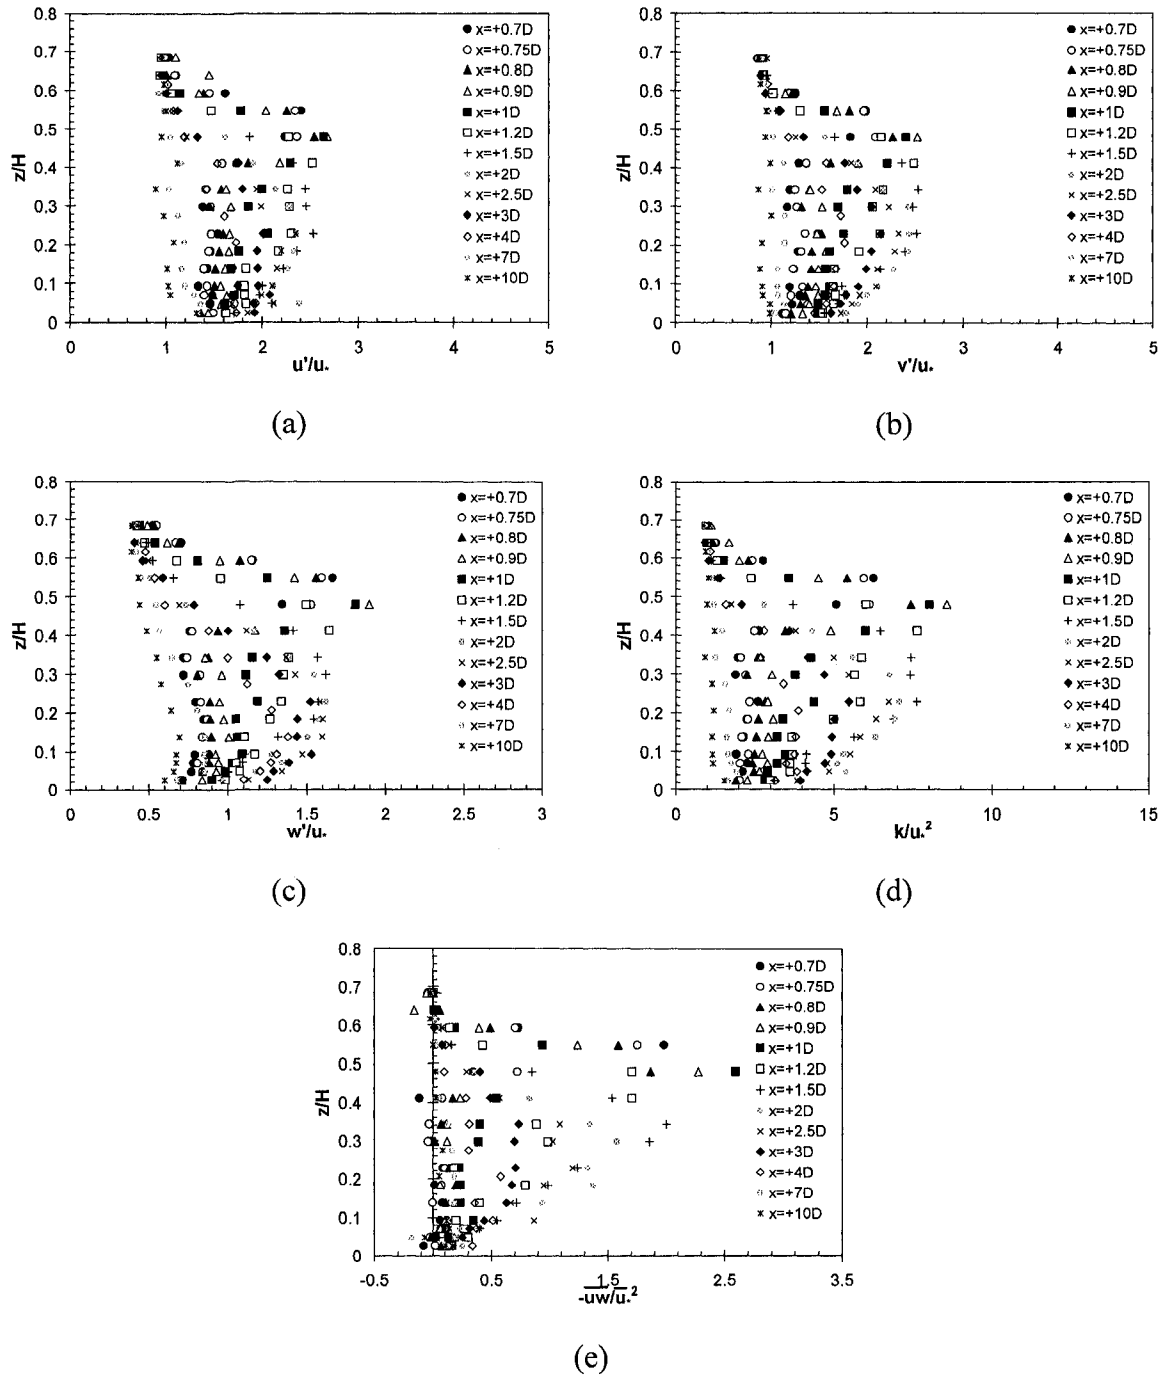 0.8
0.7
0.6
0.5
0.4
0.3
0.2
0.1
0
z/H
0 1 2 3 4 5
u'/u*
x=+0.7D
x=+0.75D
x=+0.8D
x=+0.9D
x=+1D
x=+1.2D
x=+1.5D
x=+2D
x=+2.5D
x=+3D
x=+4D
x=+7D
x=+10D
(a)
0.8
0.7
0.6
0.5
0.4
0.3
0.2
0.1
0
z/H
0 1 2 3 4 5
v'/u*
x=+0.7D
x=+0.75D
x=+0.8D
x=+0.9D
x=+1D
x=+1.2D
x=+1.5D
x=+2D
x=+2.5D
x=+3D
x=+4D
x=+7D
x=+10D
(b)
0.8
0.7
0.6
0.5
0.4
0.3
0.2
0.1
0
z/H
0 0.5 1 1.5 2 2.5 3
w'/u*
x=+0.7D
x=+0.75D
x=+0.8D
x=+0.9D
x=+1D
x=+1.2D
x=+1.5D
x=+2D
x=+2.5D
x=+3D
x=+4D
x=+7D
x=+10D
(c)
0.8
0.7
0.6
0.5
0.4
0.3
0.2
0.1
0
z/H
0 5 10 15
k/u*²
x=+0.7D
x=+0.75D
x=+0.8D
x=+0.9D
x=+1D
x=+1.2D
x=+1.5D
x=+2D
x=+2.5D
x=+3D
x=+4D
x=+7D
x=+10D
(d)
0.8
0.7
0.6
0.5
0.4
0.3
0.2
0.1
0
z/H
-0.5 0.5 1.5 2.5 3.5
-uw/u*²
x=+0.7D
x=+0.75D
x=+0.8D
x=+0.9D
x=+1D
x=+1.2D
x=+1.5D
x=+2D
x=+2.5D
x=+3D
x=+4D
x=+7D
x=+10D
(e)